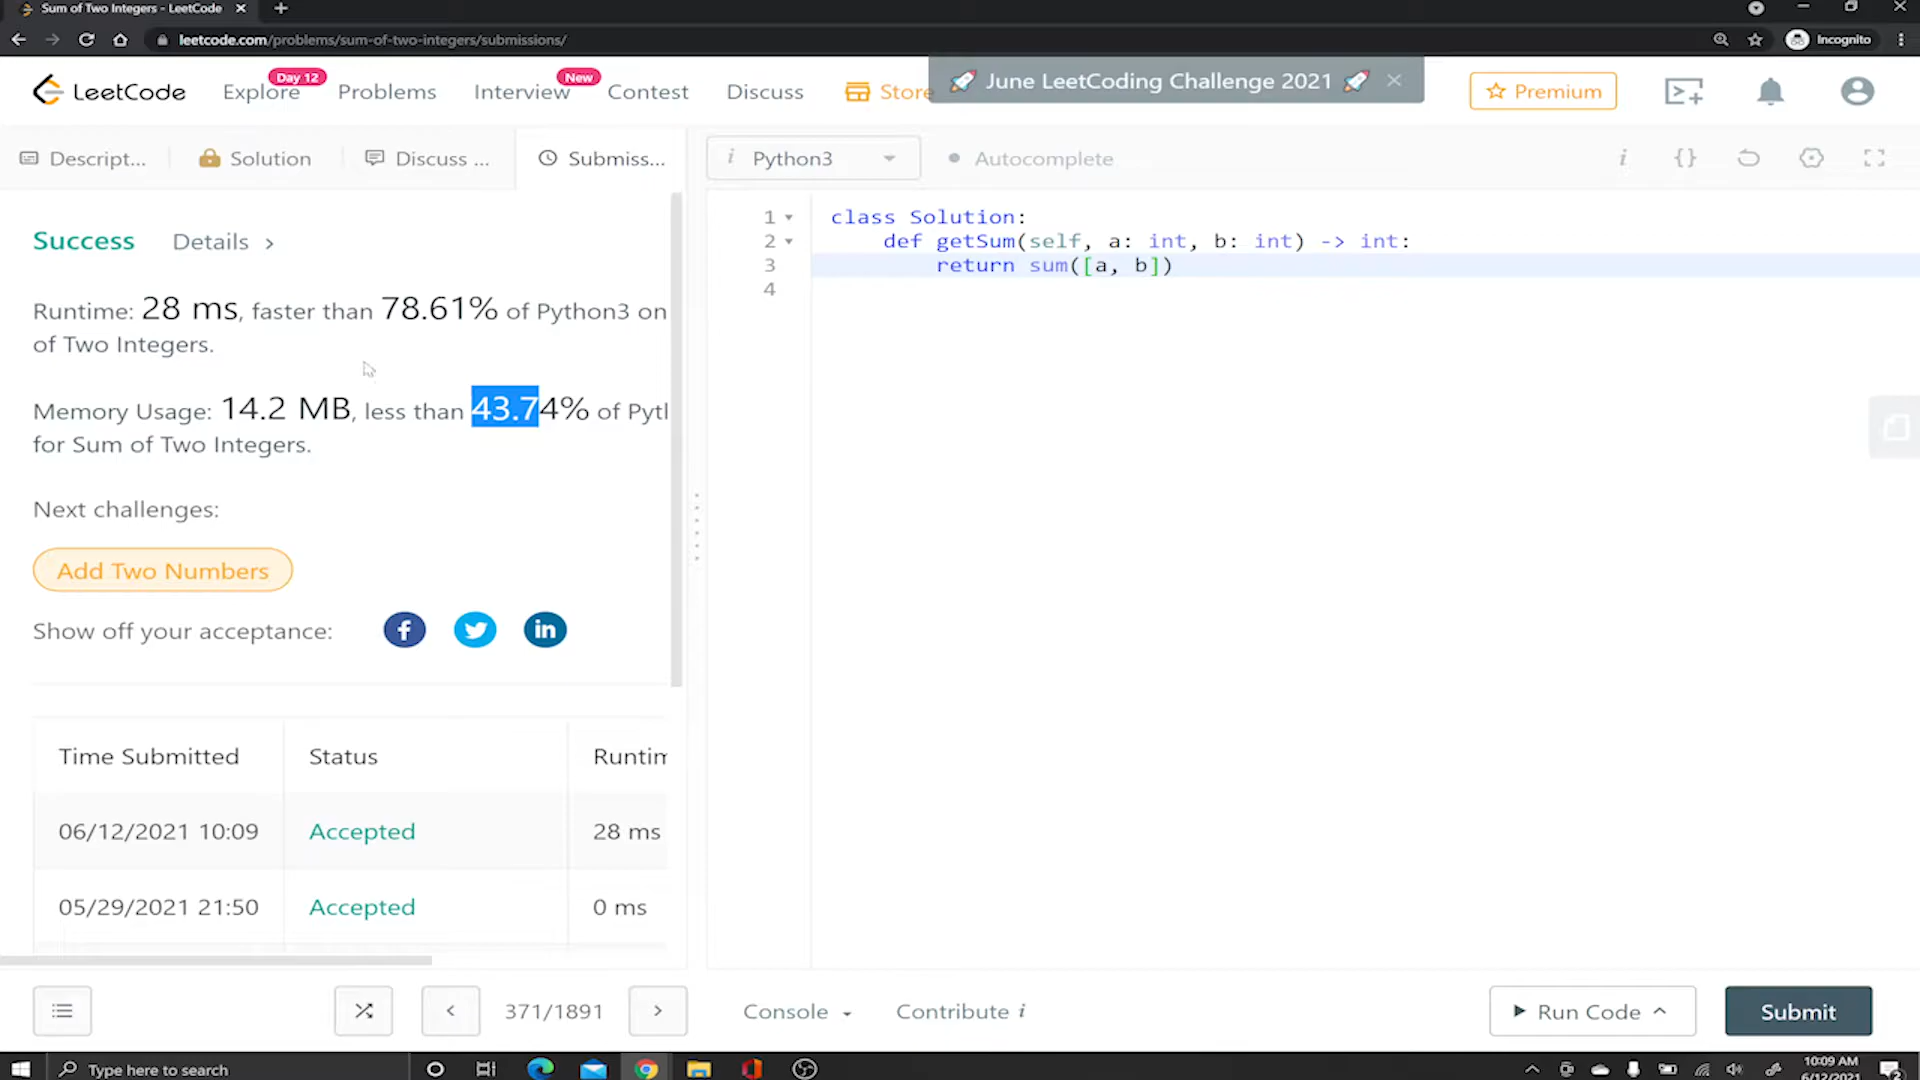 Sum of Two Integers - LeetCode
leetcode.com/problems/sum-of-two-integers/submissions/
Incognito
LeetCode
Explore
Day 12
Problems
Interview
New
Contest
Discuss
Store
🚀 June LeetCoding Challenge 2021 🚀
Premium
Descript...
Solution
Discuss ...
Submiss...
i Python3
Autocomplete
Success
Details >
Runtime: 28 ms, faster than 78.61% of Python3 on
of Two Integers.
Memory Usage: 14.2 MB, less than 43.74% of Pytl
for Sum of Two Integers.
Next challenges:
Add Two Numbers
Show off your acceptance:
Time Submitted Status Runtim
06/12/2021 10:09 Accepted 28 ms
05/29/2021 21:50 Accepted 0 ms
1 class Solution:
2 def getSum(self, a: int, b: int) -> int:
3 return sum([a, b])
4
371/1891
Console
Contribute i
Run Code
Submit
Type here to search
10:09 AM
6/12/2021
2